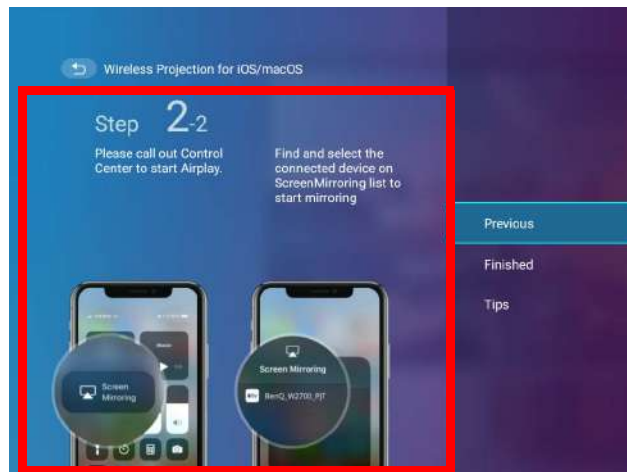 Wireless Projection for iOS/macOS
Step 2-2
Please call out Control
Center to start Airplay.
Find and select the
connected device on
ScreenMirroring list to
start mirroring
Previous
Finished
Tips
Screen
Mirroring
Screen Mirroring
BenQ_W2700_PJT